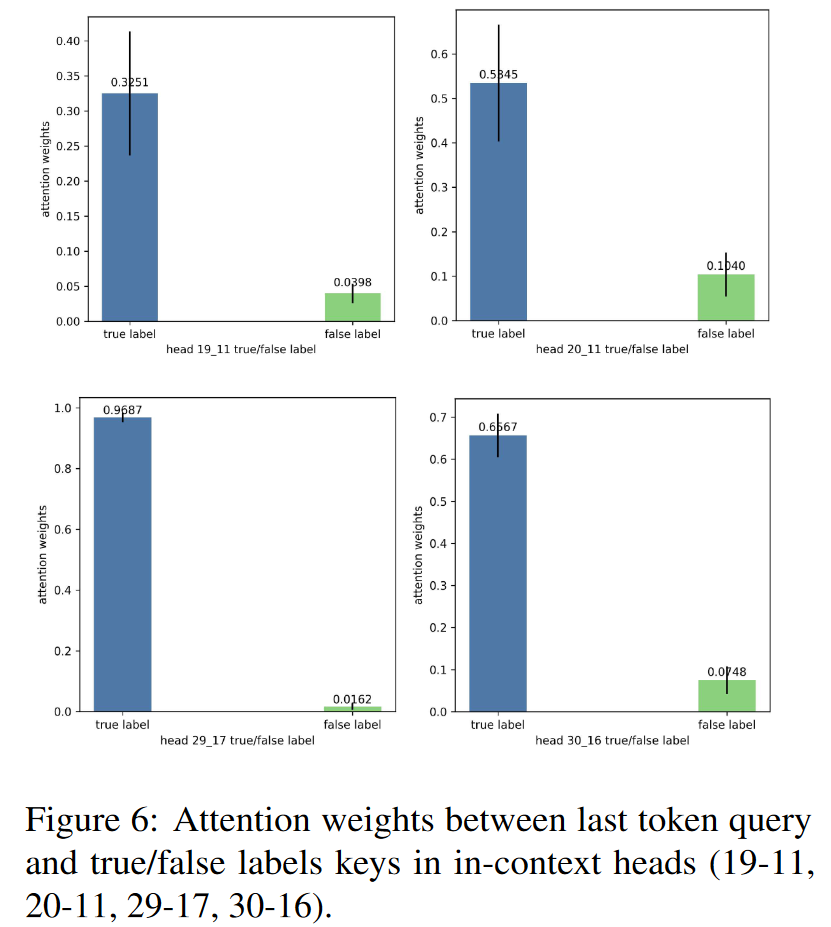 0.40
0.35
0.30
0.25
0.20
0.15
0.10
0.05
0.00
attention weights
0.3251
0.0398
true label
false label
head 19_11 true/false label
0.6
0.5
0.4
0.3
0.2
0.1
0.0
attention weights
0.5345
0.1040
true label
false label
head 20_11 true/false label
1.0
0.8
0.6
0.4
0.2
0.0
attention weights
0.9687
0.0162
true label
false label
head 29_17 true/false label
0.7
0.6
0.5
0.4
0.3
0.2
0.1
0.0
attention weights
0.6567
0.0748
true label
false label
head 30_16 true/false label
Figure 6: Attention weights between last token query
and true/false labels keys in in-context heads (19-11,
20-11, 29-17, 30-16).